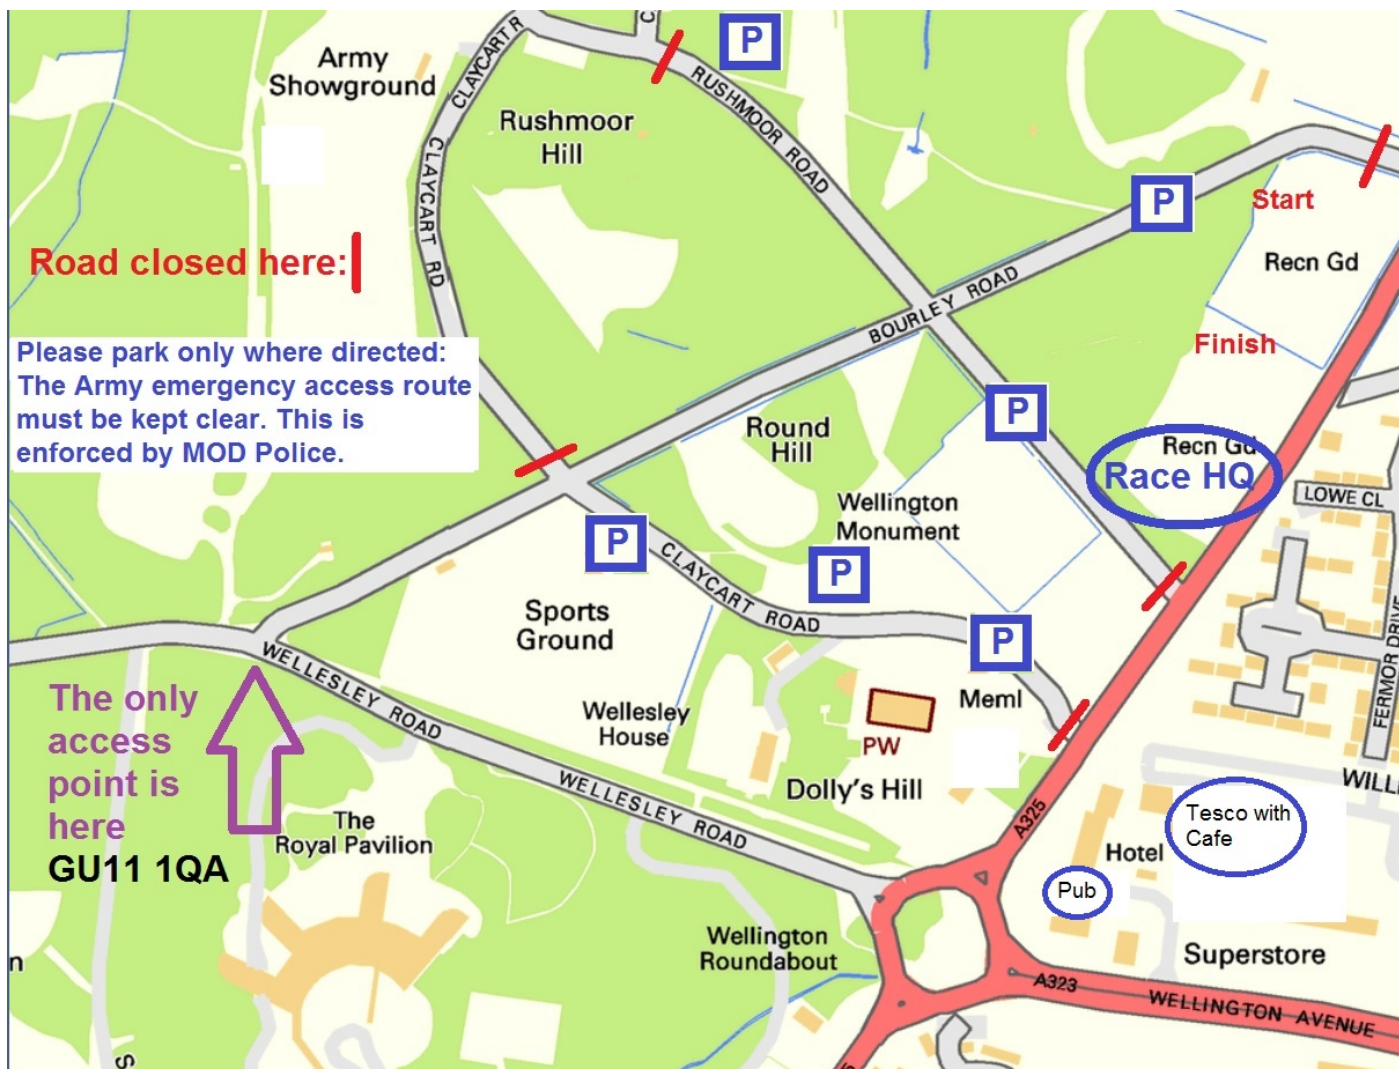 CLAYCART R
C
P
Army
Showground
RUSHMOOR ROAD
Rushmoor
Hill
CLAYCART RD
P
Start
Road closed here:
Recn Gd
BOURLEY ROAD
Finish
Please park only where directed:
The Army emergency access route
must be kept clear. This is
enforced by MOD Police.
P
Round
Hill
Recn Gd
Race HQ
LOWE CL
Wellington
Monument
P
P
CLAYCART ROAD
Sports
Ground
P
FERMOR DRIVE
WELLESLEY ROAD
The only
access
point is
here
GU11 1QA
Wellesley
House
Meml
PW
Dolly's Hill
WELLESLEY ROAD
A325
WILL
Tesco with
Cafe
The
Royal Pavilion
Hotel
Pub
Wellington
Roundabout
Superstore
n
A323
WELLINGTON AVENUE
S